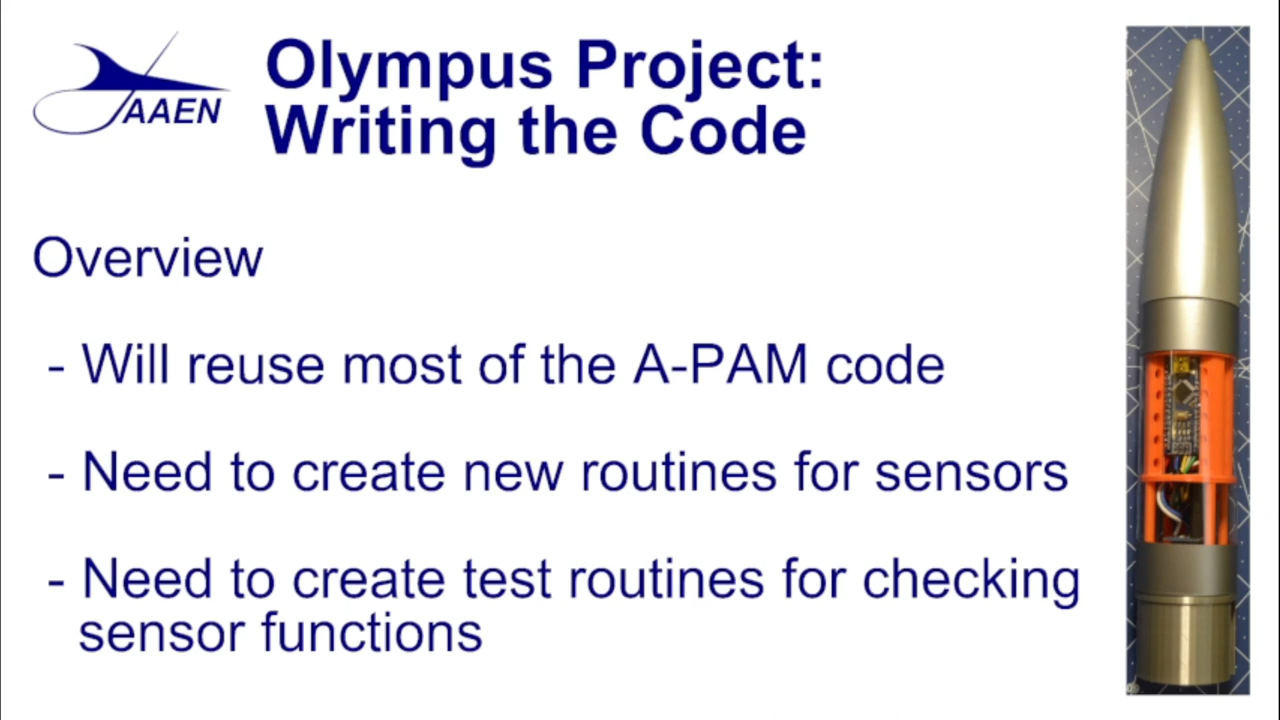 AAEN
Olympus Project:
Writing the Code
Overview
- Will reuse most of the A-PAM code
- Need to create new routines for sensors
- Need to create test routines for checking
sensor functions